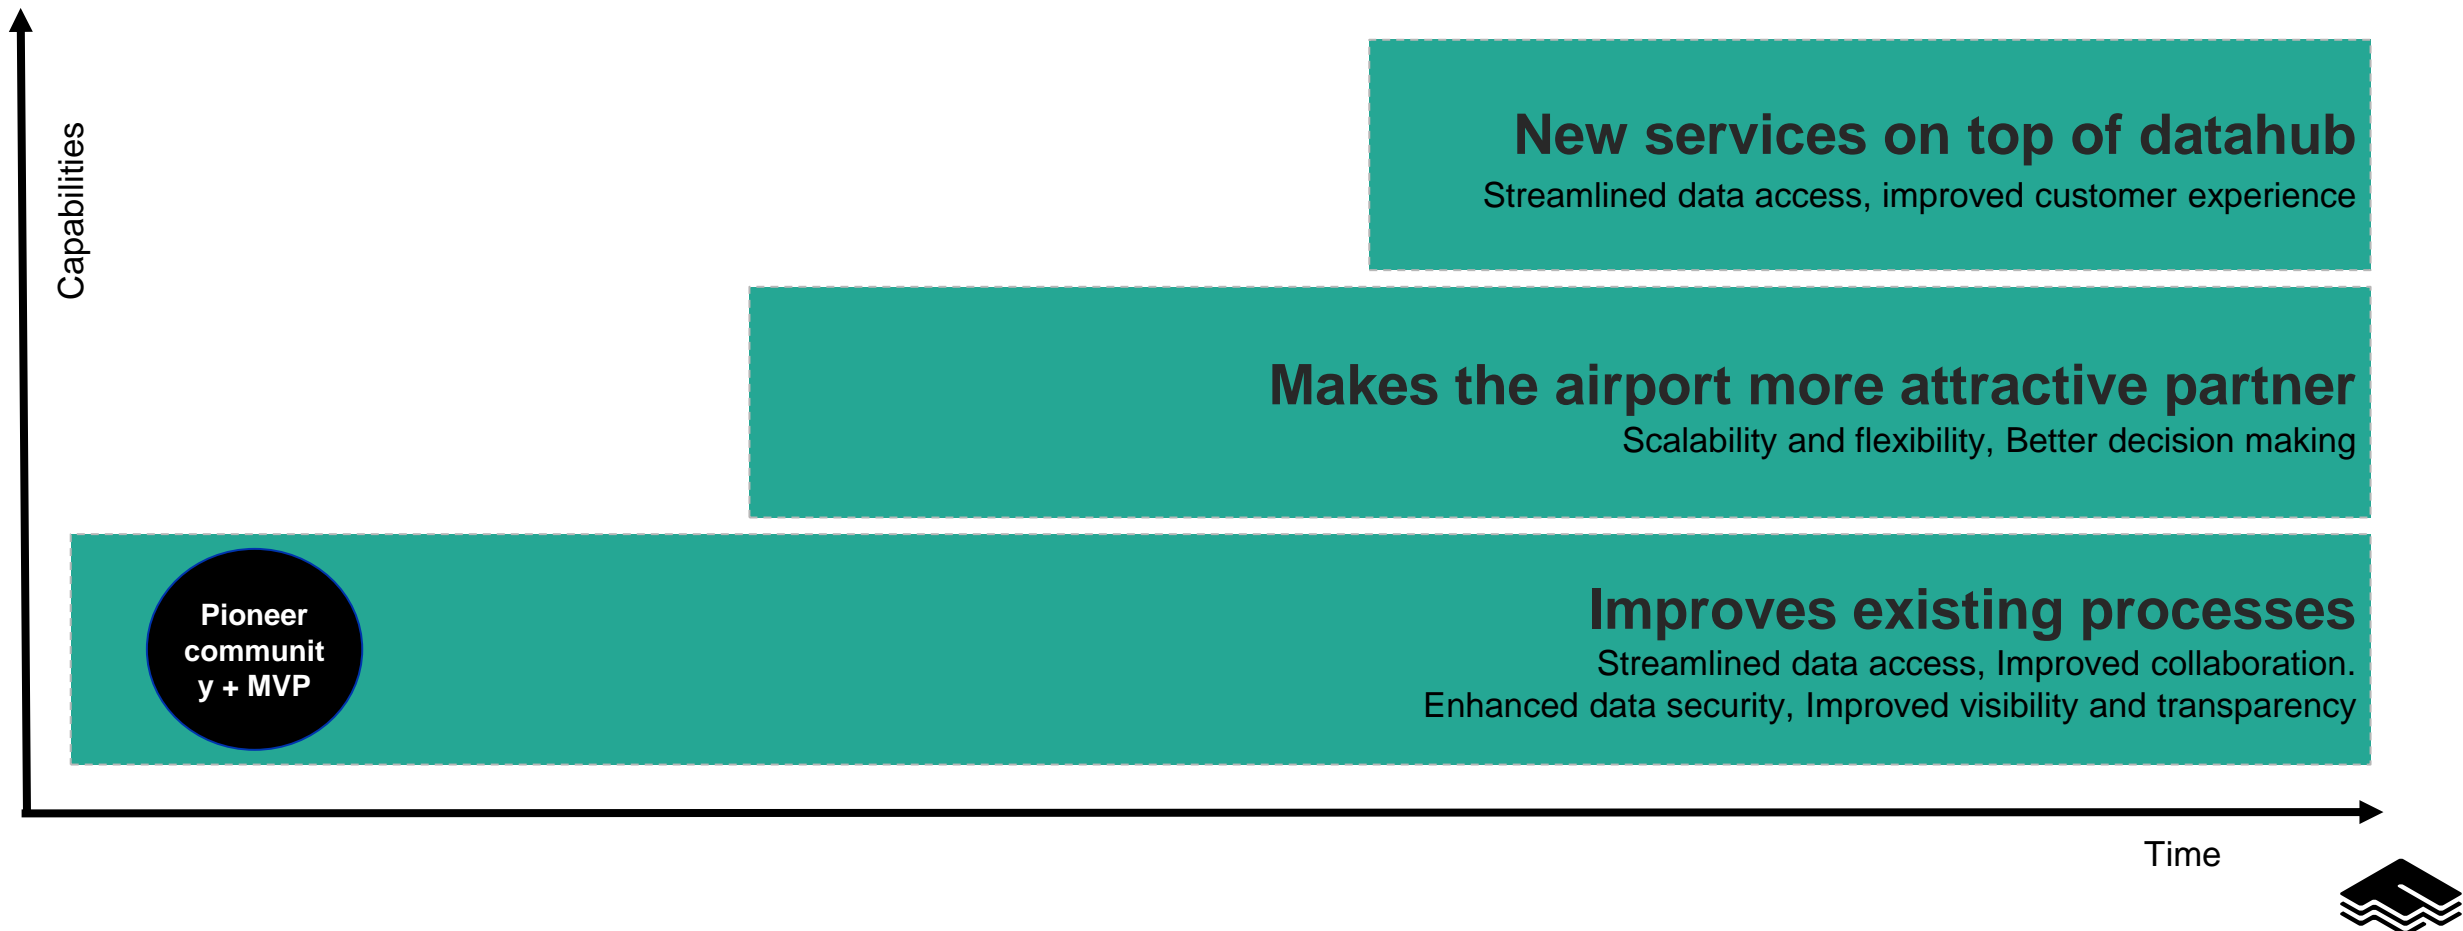 Capabilities
New services on top of datahub
Streamlined data access, improved customer experience
Makes the airport more attractive partner
Scalability and flexibility, Better decision making
Pioneer
communit
y + MVP
Improves existing processes
Streamlined data access, Improved collaboration.
Enhanced data security, Improved visibility and transparency
Time